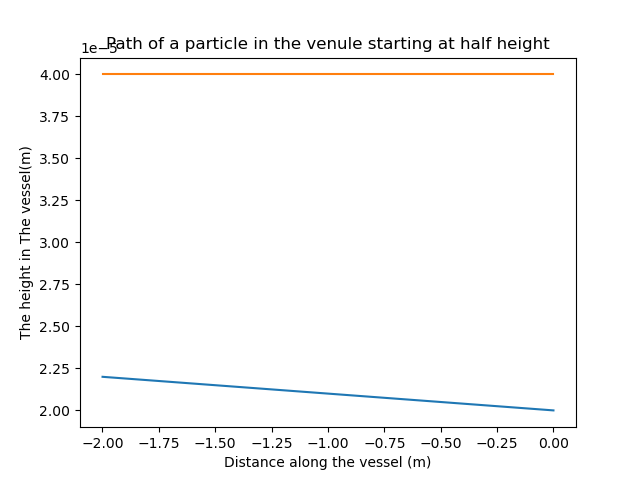 Path of a particle in the venule starting at half height
1e−5
4.00
3.75
3.50
3.25
3.00
2.75
2.50
2.25
2.00
The height in The vessel(m)
−2.00 −1.75 −1.50 −1.25 −1.00 −0.75 −0.50 −0.25 0.00
Distance along the vessel (m)